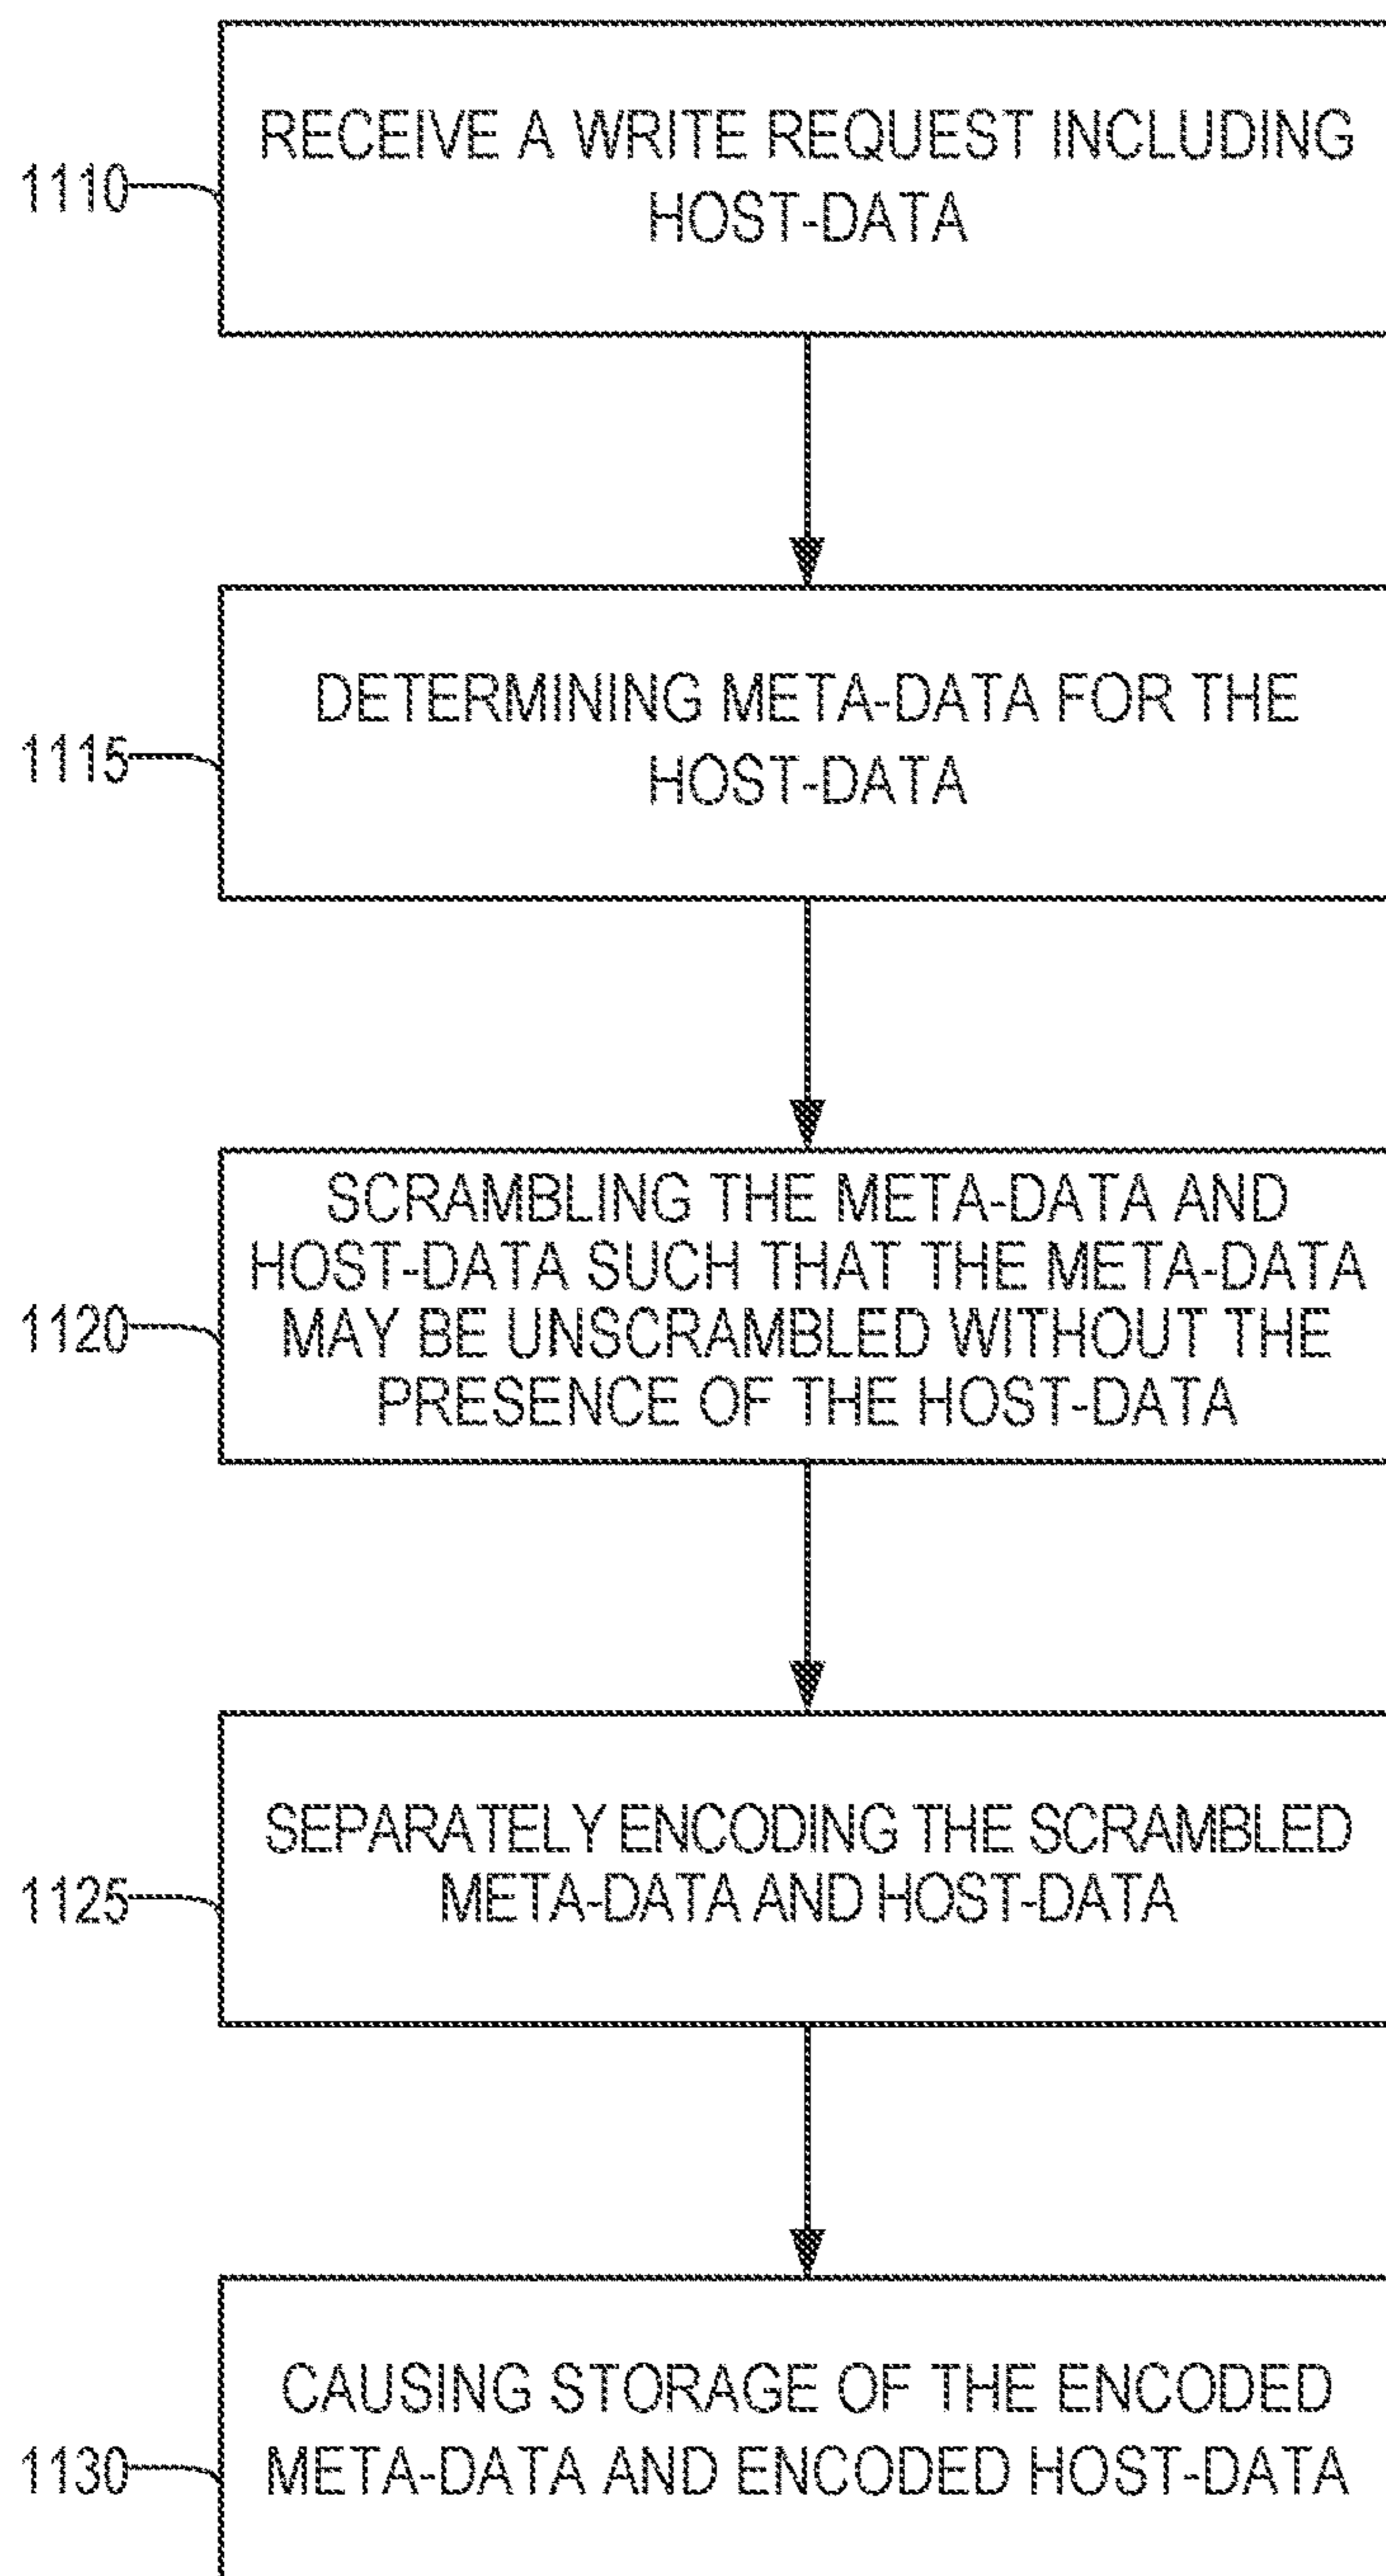 RECEIVE A WRITE REQUEST INCLUDING
HOST-DATA
1110
DETERMINING META-DATA FOR THE
HOST-DATA
1115
SCRAMBLING THE META-DATA AND
HOST-DATA SUCH THAT THE META-DATA
MAY BE UNSCRAMBLED WITHOUT THE
PRESENCE OF THE HOST-DATA
1120
SEPARATELY ENCODING THE SCRAMBLED
META-DATA AND HOST-DATA
1125
CAUSING STORAGE OF THE ENCODED
META-DATA AND ENCODED HOST-DATA
1130